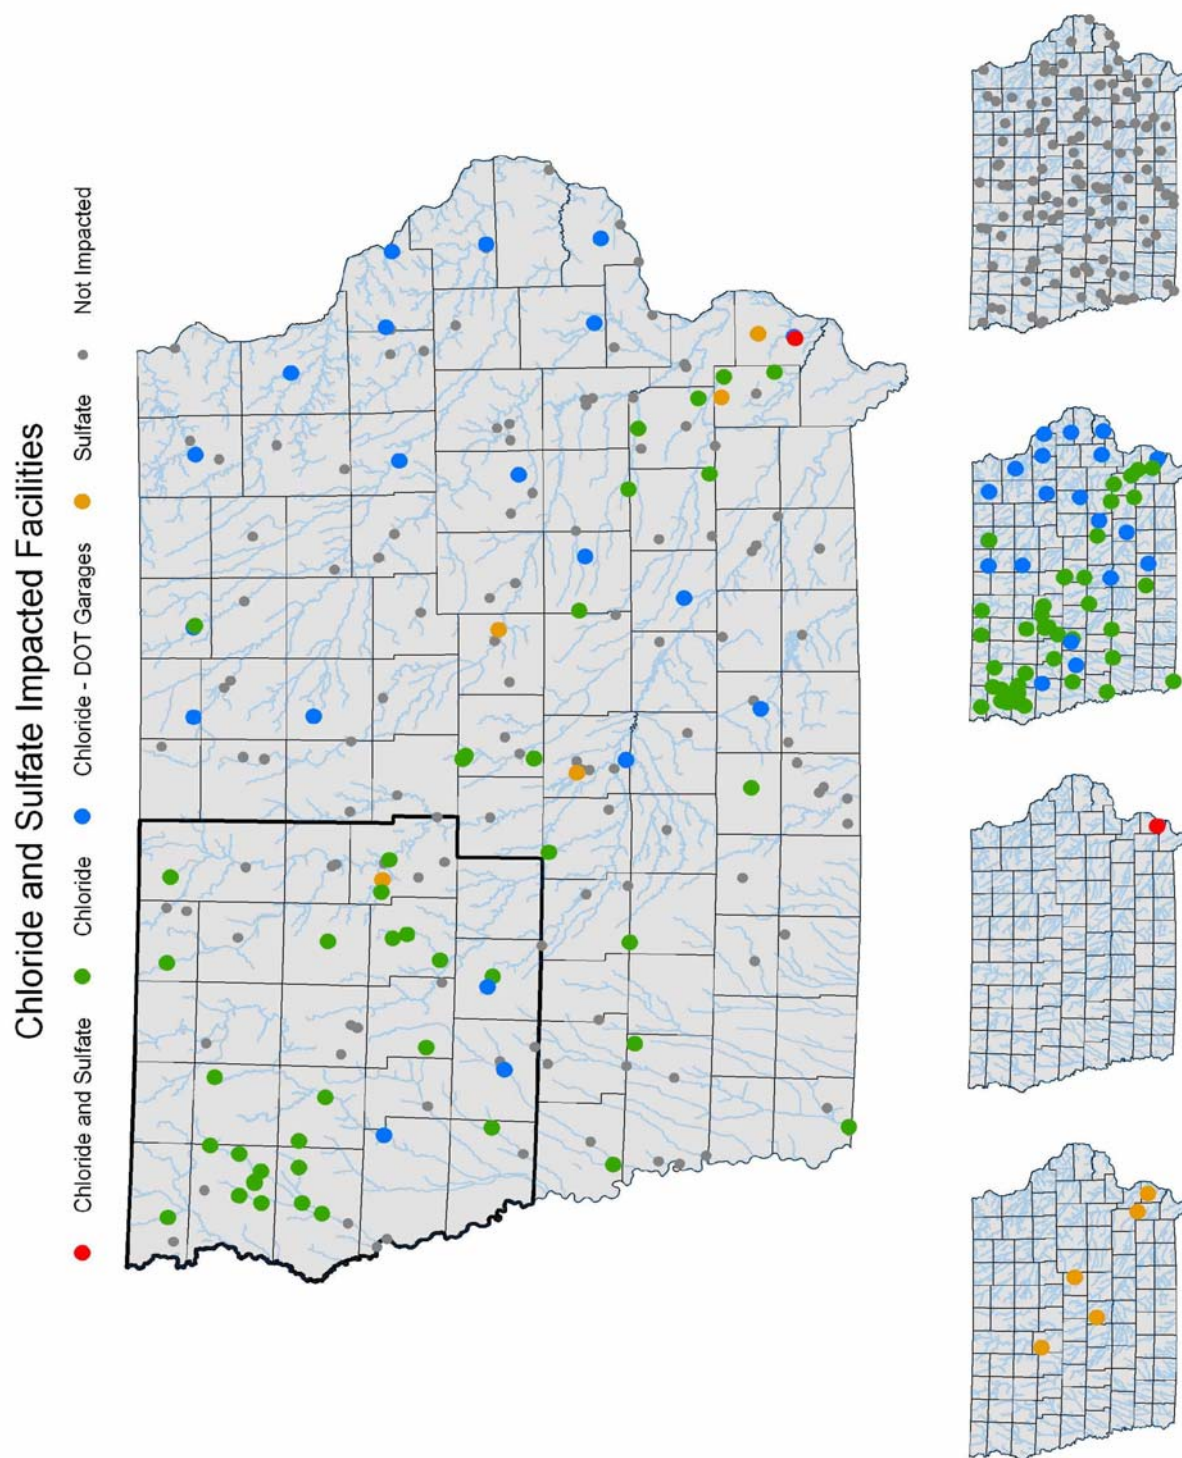 Chloride and Sulfate Impacted Facilities
Chloride and Sulfate
Chloride
Chloride - DOT Garages
Sulfate
Not Impacted